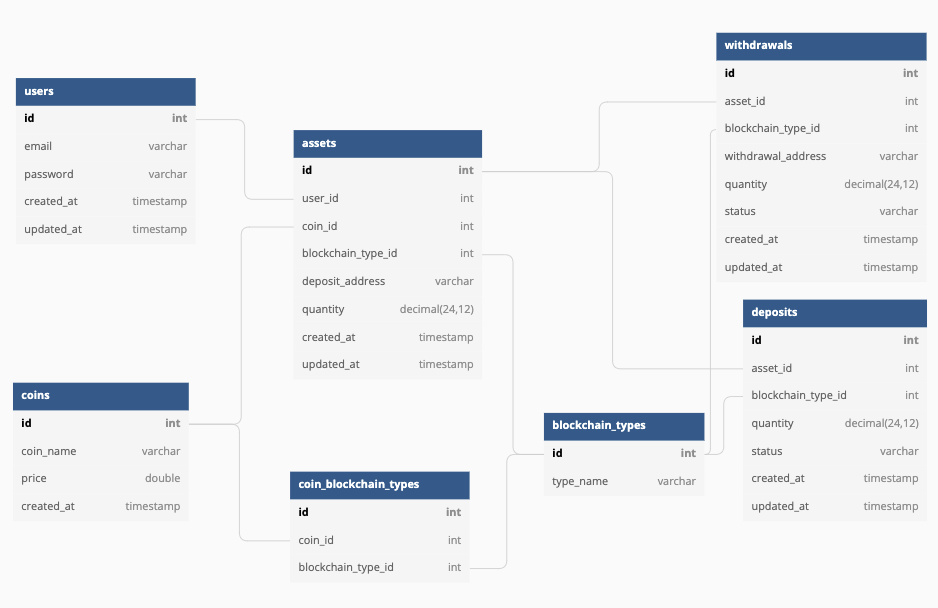 users
id int
email varchar
password varchar
created_at timestamp
updated_at timestamp
assets
id int
user_id int
coin_id int
blockchain_type_id int
deposit_address varchar
quantity decimal(24,12)
created_at timestamp
updated_at timestamp
withdrawals
id int
asset_id int
blockchain_type_id int
withdrawal_address varchar
quantity decimal(24,12)
status varchar
created_at timestamp
updated_at timestamp
deposits
id int
asset_id int
blockchain_type_id int
quantity decimal(24,12)
status varchar
created_at timestamp
updated_at timestamp
coins
id int
coin_name varchar
price double
created_at timestamp
coin_blockchain_types
id int
coin_id int
blockchain_type_id int
blockchain_types
id int
type_name varchar